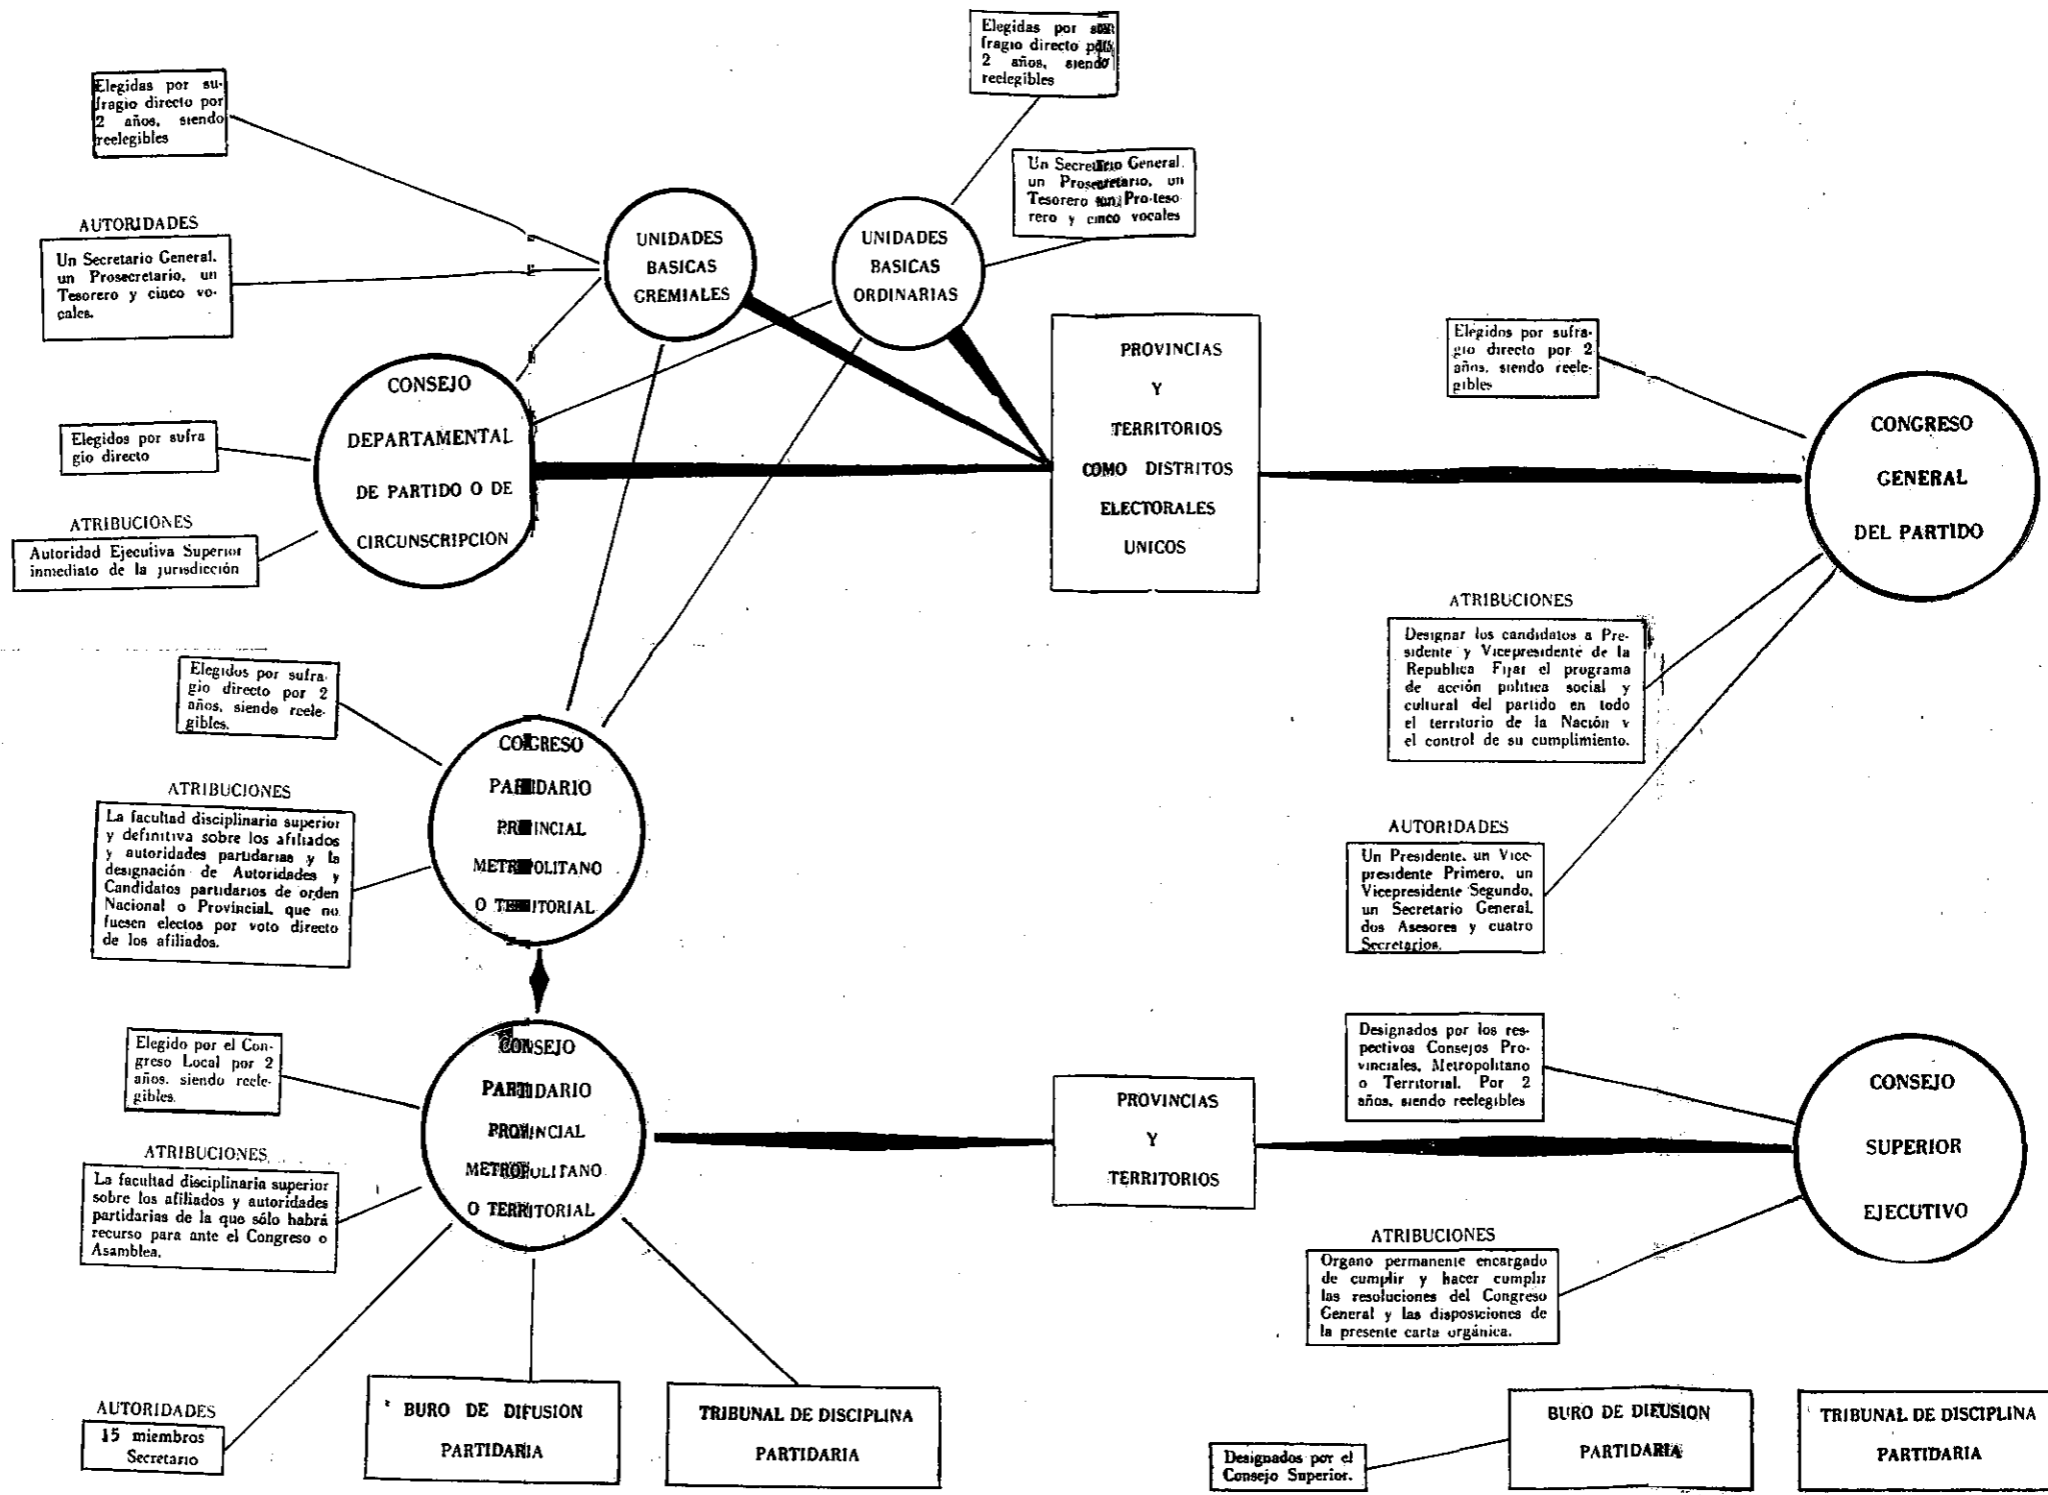 Elegidas por su-
fragio directo por
2 años, siendo
reelegibles
AUTORIDADES
Un Secretario General,
un Prosecretario, un
Tesorero y cinco vo-
cales.
Elegidas por
fragio directo
2 años, siendo
reelegibles
Un Secretario General
un Prosecretario, un
Tesorero un Pro-teso
rero y cinco vocales
UNIDADES
BASICAS
GREMIALES
UNIDADES
BASICAS
ORDINARIAS
CONSEJO
DEPARTAMENTAL
DE PARTIDO O DE
CIRCUNSCRIPCION
Elegidos por sufra
gio directo
ATRIBUCIONES
Autoridad Ejecutiva Superior
inmediato de la jurisdicción
PROVINCIAS
Y
TERRITORIOS
COMO DISTRITOS
ELECTORALES
UNICOS
Elegidos por sufra-
gio directo por 2
años, siendo reele-
gibles
CONGRESO
GENERAL
DEL PARTIDO
ATRIBUCIONES
Designar los candidatos a Pre-
sidente y Vicepresidente de la
Republica Fijar el programa
de acción politica social y
cultural del partido en todo
el territorio de la Nación y
el control de su cumplimiento.
AUTORIDADES
Un Presidente, un Vice-
presidente Primero, un
Vicepresidente Segundo,
un Secretario General,
dos Asesores y cuatro
Secretarios.
Elegidos por sufra-
gio directo por 2
años, siendo reele-
gibles.
ATRIBUCIONES
La facultad disciplinaria superior
y definitiva sobre los afiliados
y autoridades partidarias y la
designación de Autoridades y
Candidatos partidarios de orden
Nacional o Provincial, que no
fuesen electos por voto directo
de los afiliados.
COGRESO
PARTIDARIO
PROVINCIAL
METROPOLITANO
O TERRITORIAL
Elegido por el Con-
greso Local por 2
años, siendo reele-
gibles.
ATRIBUCIONES
La facultad disciplinaria superior
sobre los afiliados y autoridades
partidarias de la que sólo habrá
recurso para ante el Congreso o
Asamblea.
CONSEJO
PARTIDARIO
PROVINCIAL
METROPOLITANO
O TERRITORIAL
PROVINCIAS
Y
TERRITORIOS
Designados por los res-
pectivos Consejos Pro-
vinciales, Metropolitano
o Territorial. Por 2
años, siendo reelegibles
CONSEJO
SUPERIOR
EJECUTIVO
ATRIBUCIONES
Organo permanente encargado
de cumplir y hacer cumplir
las resoluciones del Congreso
General y las disposiciones de
la presente carta orgánica.
AUTORIDADES
15 miembros
Secretario
BURO DE DIFUSION
PARTIDARIA
TRIBUNAL DE DISCIPLINA
PARTIDARIA
Designados por el
Consejo Superior.
BURO DE DIFUSION
PARTIDARIA
TRIBUNAL DE DISCIPLINA
PARTIDARIA